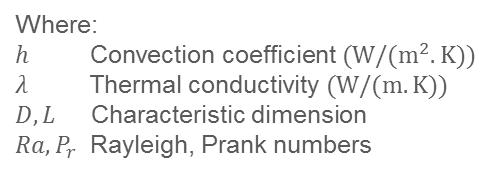 Where:
h Convection coefficient (W/(m². K))
λ Thermal conductivity (W/(m. K))
D, L Characteristic dimension
Ra, Pᵣ Rayleigh, Prank numbers